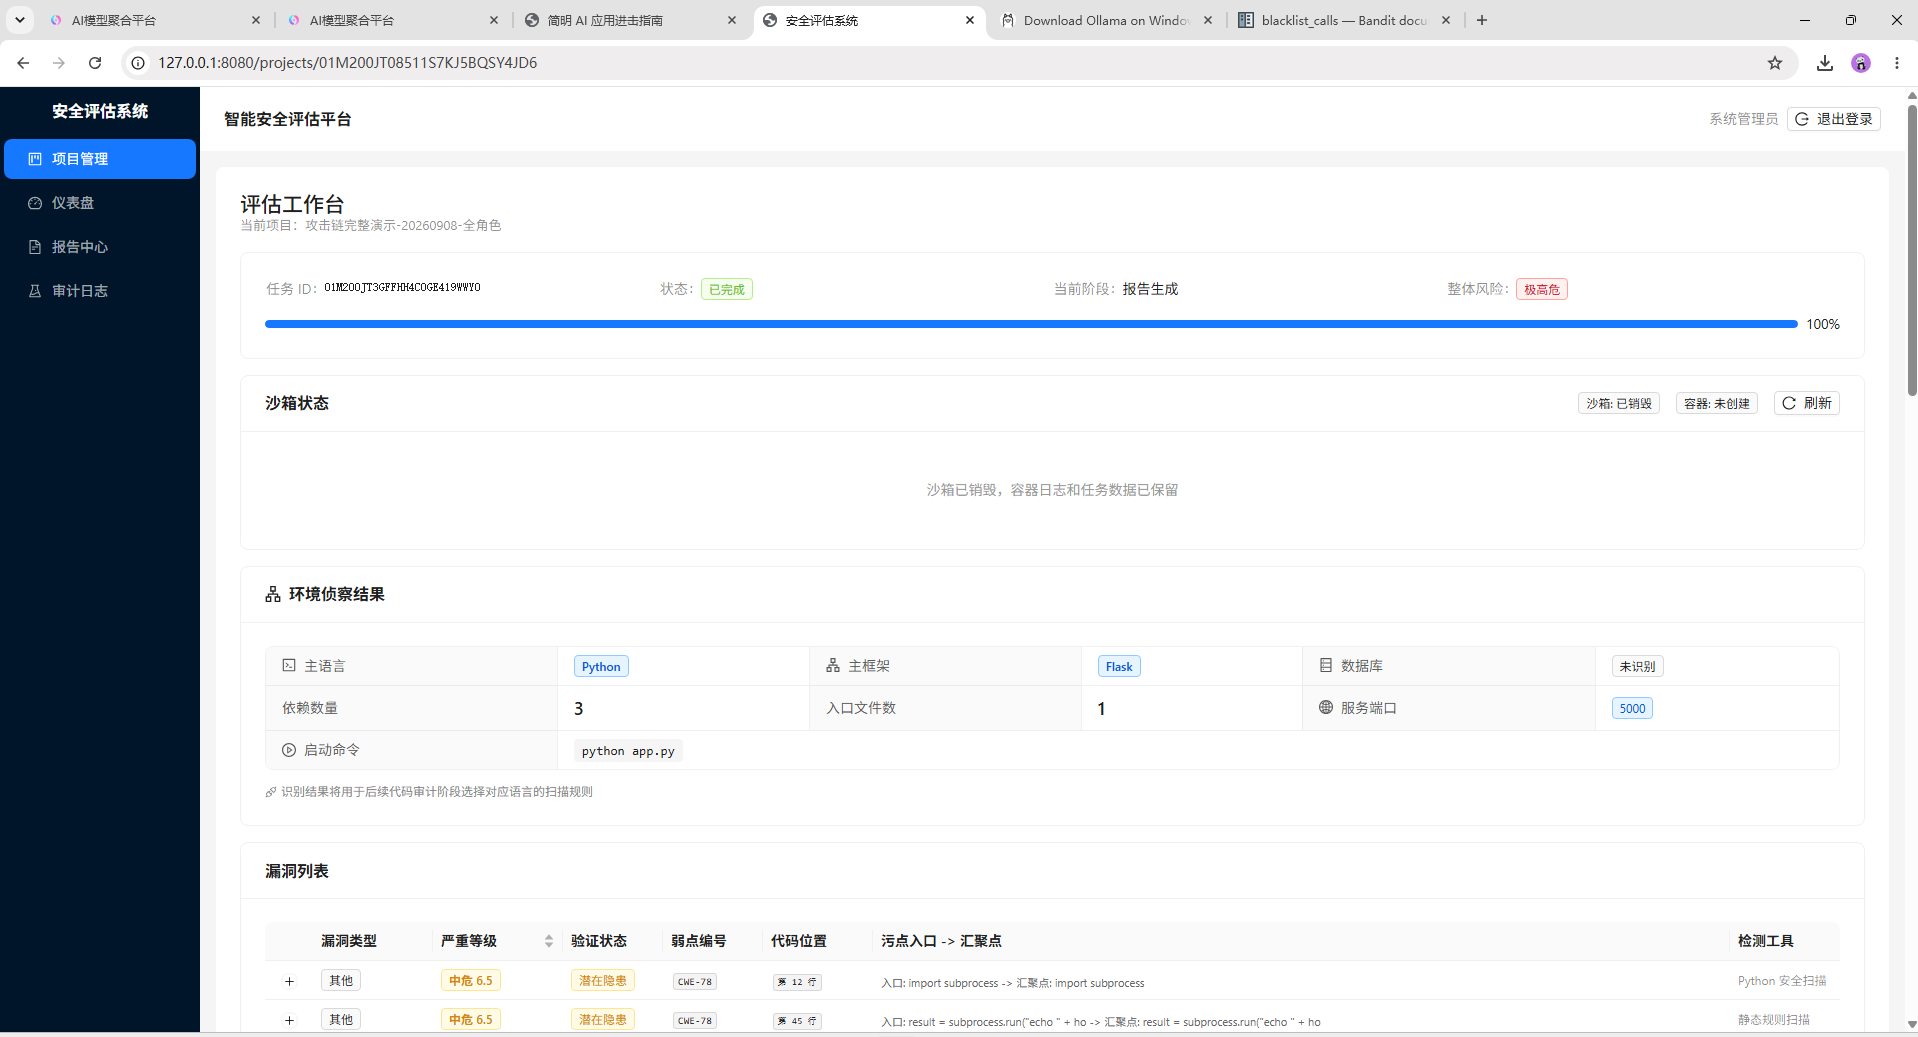 AI模型聚合平台
AI模型聚合平台
简明 AI 应用进击指南
安全评估系统
Download Ollama on Windo
blacklist_calls — Bandit docu
127.0.0.1:8080/projects/01M200JT08511S7KJ5BQSY4JD6
安全评估系统
项目管理
仪表盘
报告中心
审计日志
智能安全评估平台
系统管理员
退出登录
评估工作台
当前项目：攻击链完整演示-20260908-全角色
任务 ID： 01M200JT3GFFHH4C0GE419WWY0
状态： 已完成
当前阶段： 报告生成
整体风险： 极高危
100%
沙箱状态
沙箱: 已销毁
容器: 未创建
刷新
沙箱已销毁，容器日志和任务数据已保留
环境侦察结果
主语言 Python 主框架 Flask 数据库 未识别
依赖数量 3 入口文件数 1 服务端口 5000
启动命令 python app.py
识别结果将用于后续代码审计阶段选择对应语言的扫描规则
漏洞列表
漏洞类型 严重等级 验证状态 弱点编号 代码位置 污点入口 -> 汇聚点 检测工具
+ 其他 中危 6.5 潜在隐患 CWE-78 第 12 行 入口: import subprocess -> 汇聚点: import subprocess Python 安全扫描
+ 其他 中危 6.5 潜在隐患 CWE-78 第 45 行 入口: result = subprocess.run("echo " + ho -> 汇聚点: result = subprocess.run("echo " + ho 静态规则扫描